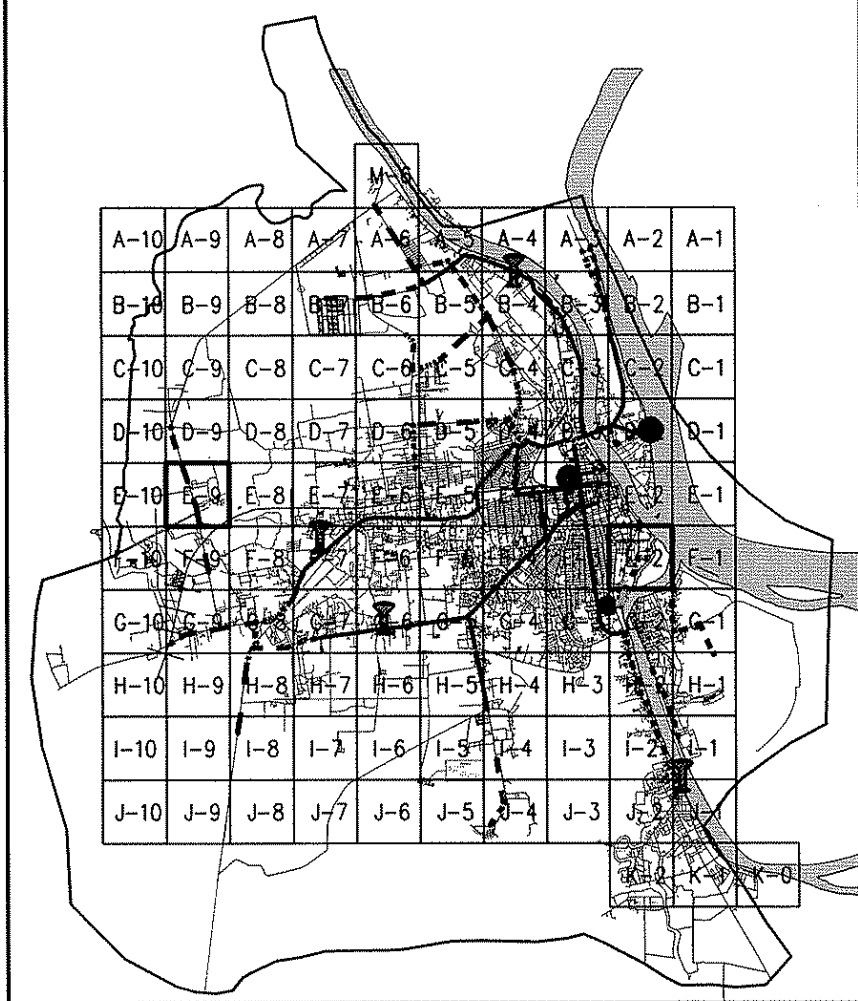 M-6
A-10 A-9 A-8 A-7 A-6 A-5 A-4 A-3 A-2 A-1
B-10 B-9 B-8 B-7 B-6 B-5 B-4 B-3 B-2 B-1
C-10 C-9 C-8 C-7 C-6 C-5 C-4 C-3 C-2 C-1
D-10 D-9 D-8 D-7 D-6 D-5 D-1
E-10 E-9 E-8 E-7 E-6 E-5 E-2 E-1
F-10 F-9 F-8 F-6 F-2 F-1
G-10 G-9 G-8 G-7 G-6 G-4 G-2 G-1
H-10 H-9 H-8 H-7 H-6 H-5 H-4 H-3 H-2 H-1
I-10 I-9 I-8 I-7 I-6 I-5 I-4 I-3 I-2 I-1
J-10 J-9 J-8 J-7 J-6 J-5 J-4 J-3 J-2 J-1
K-2 K-1 K-0